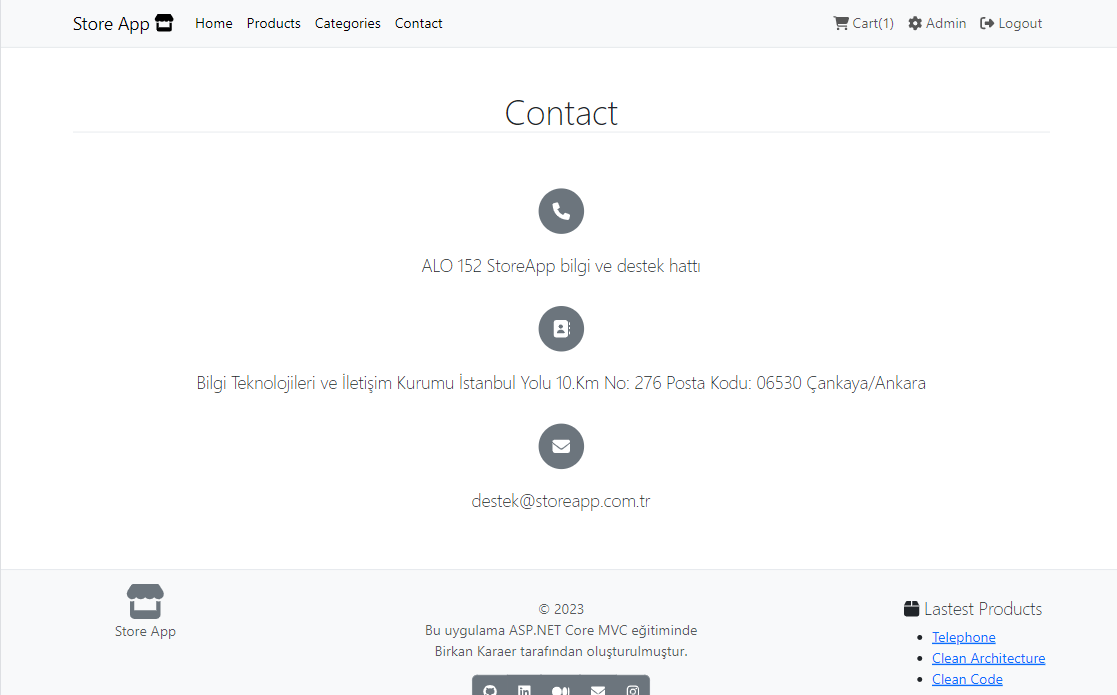 Store App Home Products Categories Contact Cart(1) Admin Logout
Contact
ALO 152 StoreApp bilgi ve destek hattı
Bilgi Teknolojileri ve İletişim Kurumu İstanbul Yolu 10.Km No: 276 Posta Kodu: 06530 Çankaya/Ankara
destek@storeapp.com.tr
Store App
© 2023
Bu uygulama ASP.NET Core MVC eğitiminde
Birkan Karaer tarafından oluşturulmuştur.
Lastest Products
Telephone
Clean Architecture
Clean Code